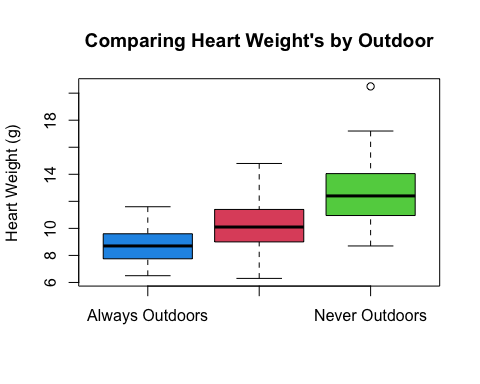 Comparing Heart Weight's by Outdoor
Heart Weight (g)
18
14
10
8
6
Always Outdoors
Never Outdoors